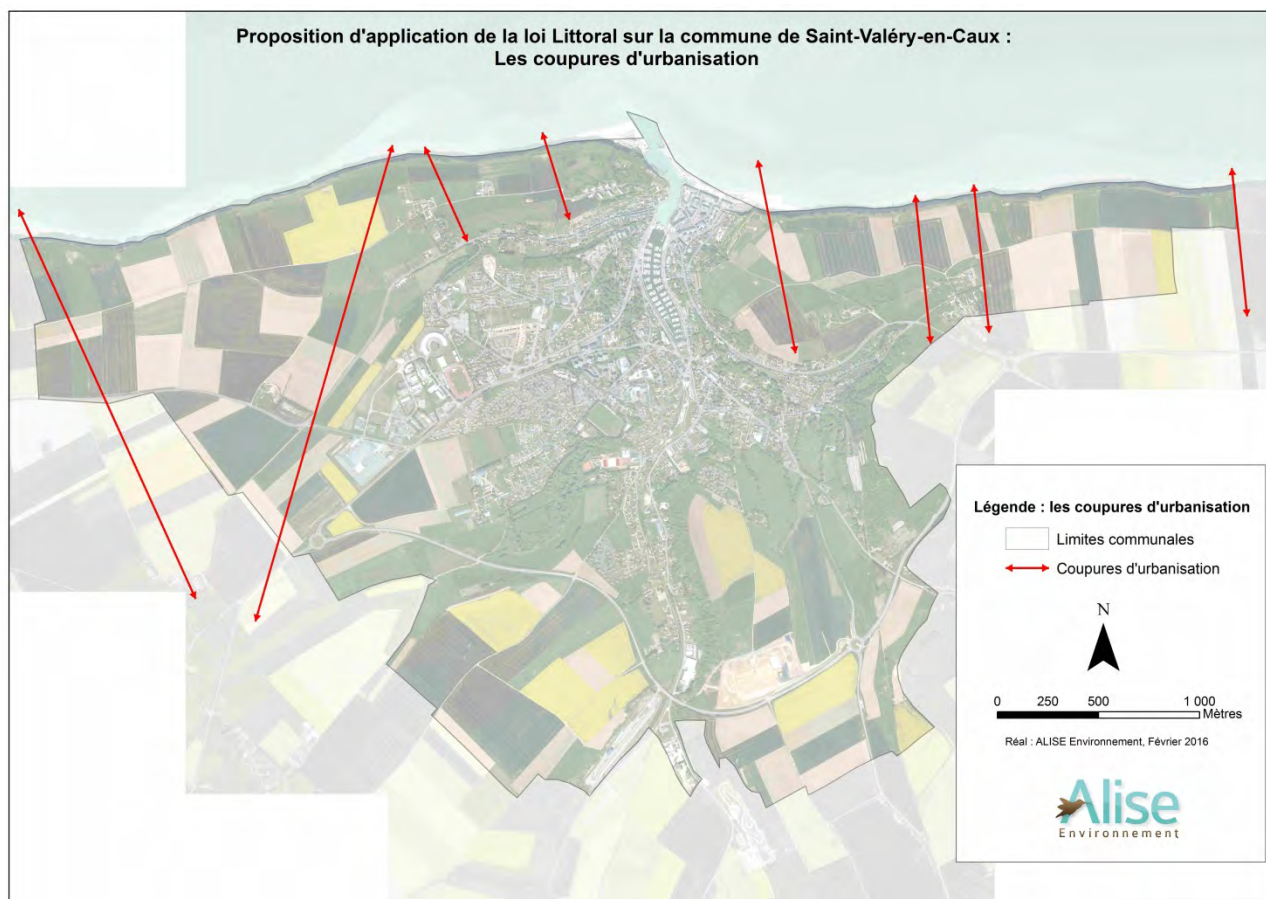 Proposition d'application de la loi Littoral sur la commune de Saint-Valéry-en-Caux :
Les coupures d'urbanisation
Légende : les coupures d'urbanisation
Limites communales
Coupures d'urbanisation
N
0 250 500 1 000
Mètres
Réal : ALISE Environnement, Février 2016
Alise
Environnement